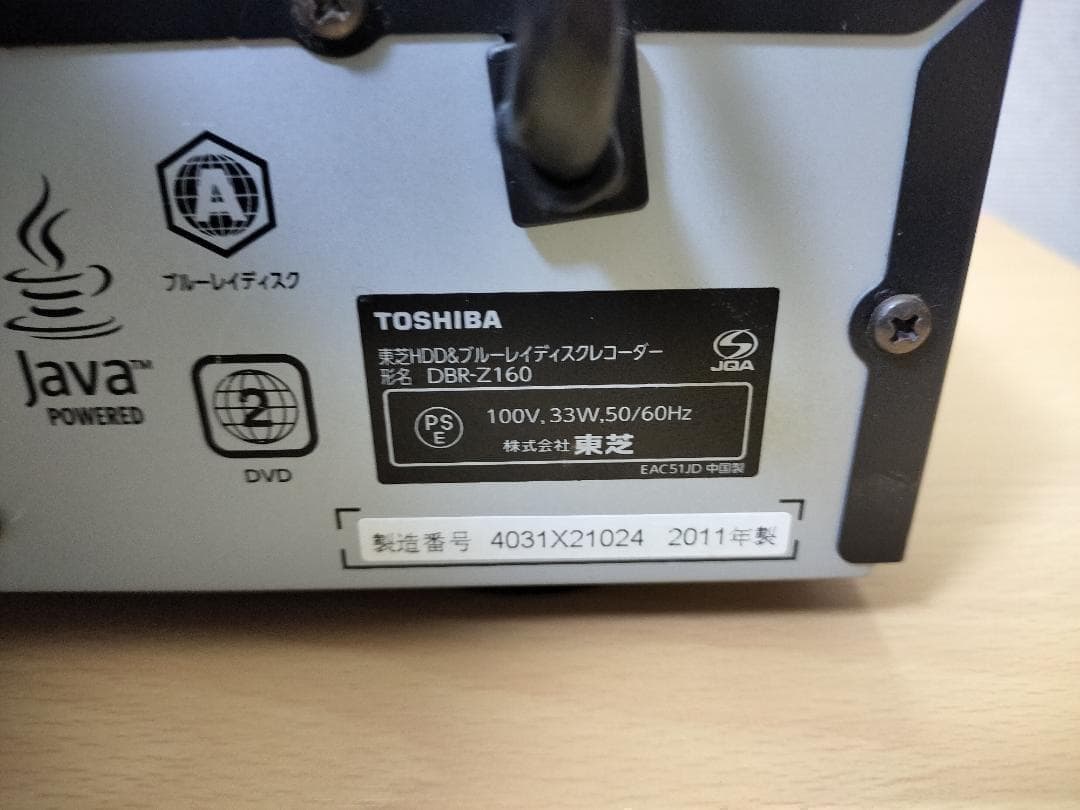 A
ブルーレイディスク
Java™
POWERED
2
DVD
TOSHIBA
東芝HDD&ブルーレイディスクレコーダー
形名 DBR-Z160
JQA
PS
E
100V, 33W, 50/60Hz
株式会社 東芝
EAC51JD 中国製
製造番号 4031X21024 2011年製